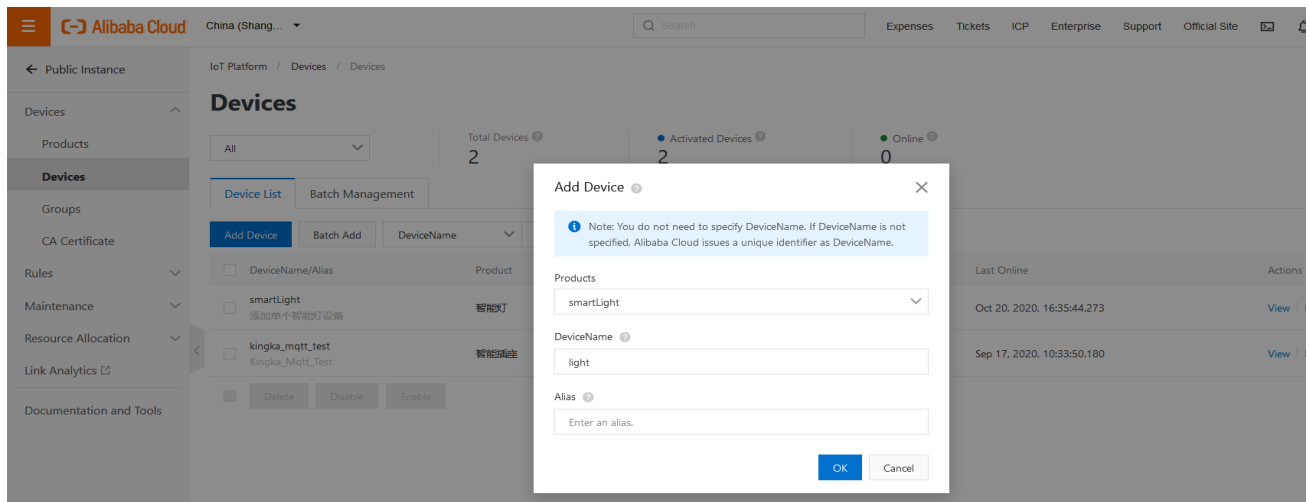 Alibaba Cloud
China (Shang...
Search
Expenses
Tickets
ICP
Enterprise
Support
Official Site
Public Instance
Devices
Products
Devices
Groups
CA Certificate
Rules
Maintenance
Resource Allocation
Link Analytics
Documentation and Tools
IoT Platform / Devices / Devices
Devices
All
Total Devices
2
Activated Devices
2
Online
0
Device List
Batch Management
Add Device
Batch Add
DeviceName
DeviceName/Alias
Product
Last Online
Actions
smartLight
添加单个智能灯设备
智能灯
Oct 20, 2020, 16:35:44.273
View
kingka_mqtt_test
Kingka_Mqtt_Test
智能插座
Sep 17, 2020, 10:33:50.180
View
Delete
Disable
Enable
Add Device
Note: You do not need to specify DeviceName. If DeviceName is not
specified, Alibaba Cloud issues a unique identifier as DeviceName.
Products
smartLight
DeviceName
light
Alias
Enter an alias.
OK
Cancel